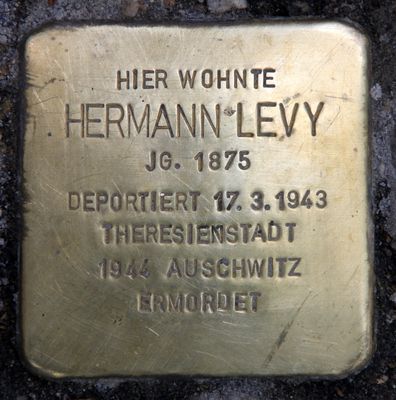 HIER WOHNTE
HERMANN LEVY
JG. 1875
DEPORTIERT 17. 3. 1943
THERESIENSTADT
1944 AUSCHWITZ
ERMORDET